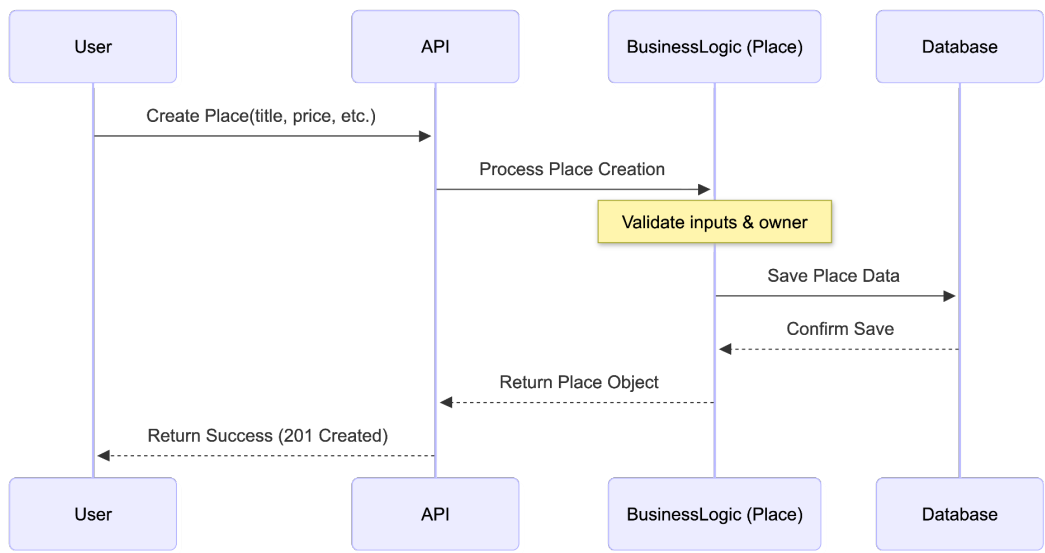 User
API
BusinessLogic (Place)
Database
Create Place(title, price, etc.)
Process Place Creation
Validate inputs & owner
Save Place Data
Confirm Save
Return Place Object
Return Success (201 Created)
User
API
BusinessLogic (Place)
Database